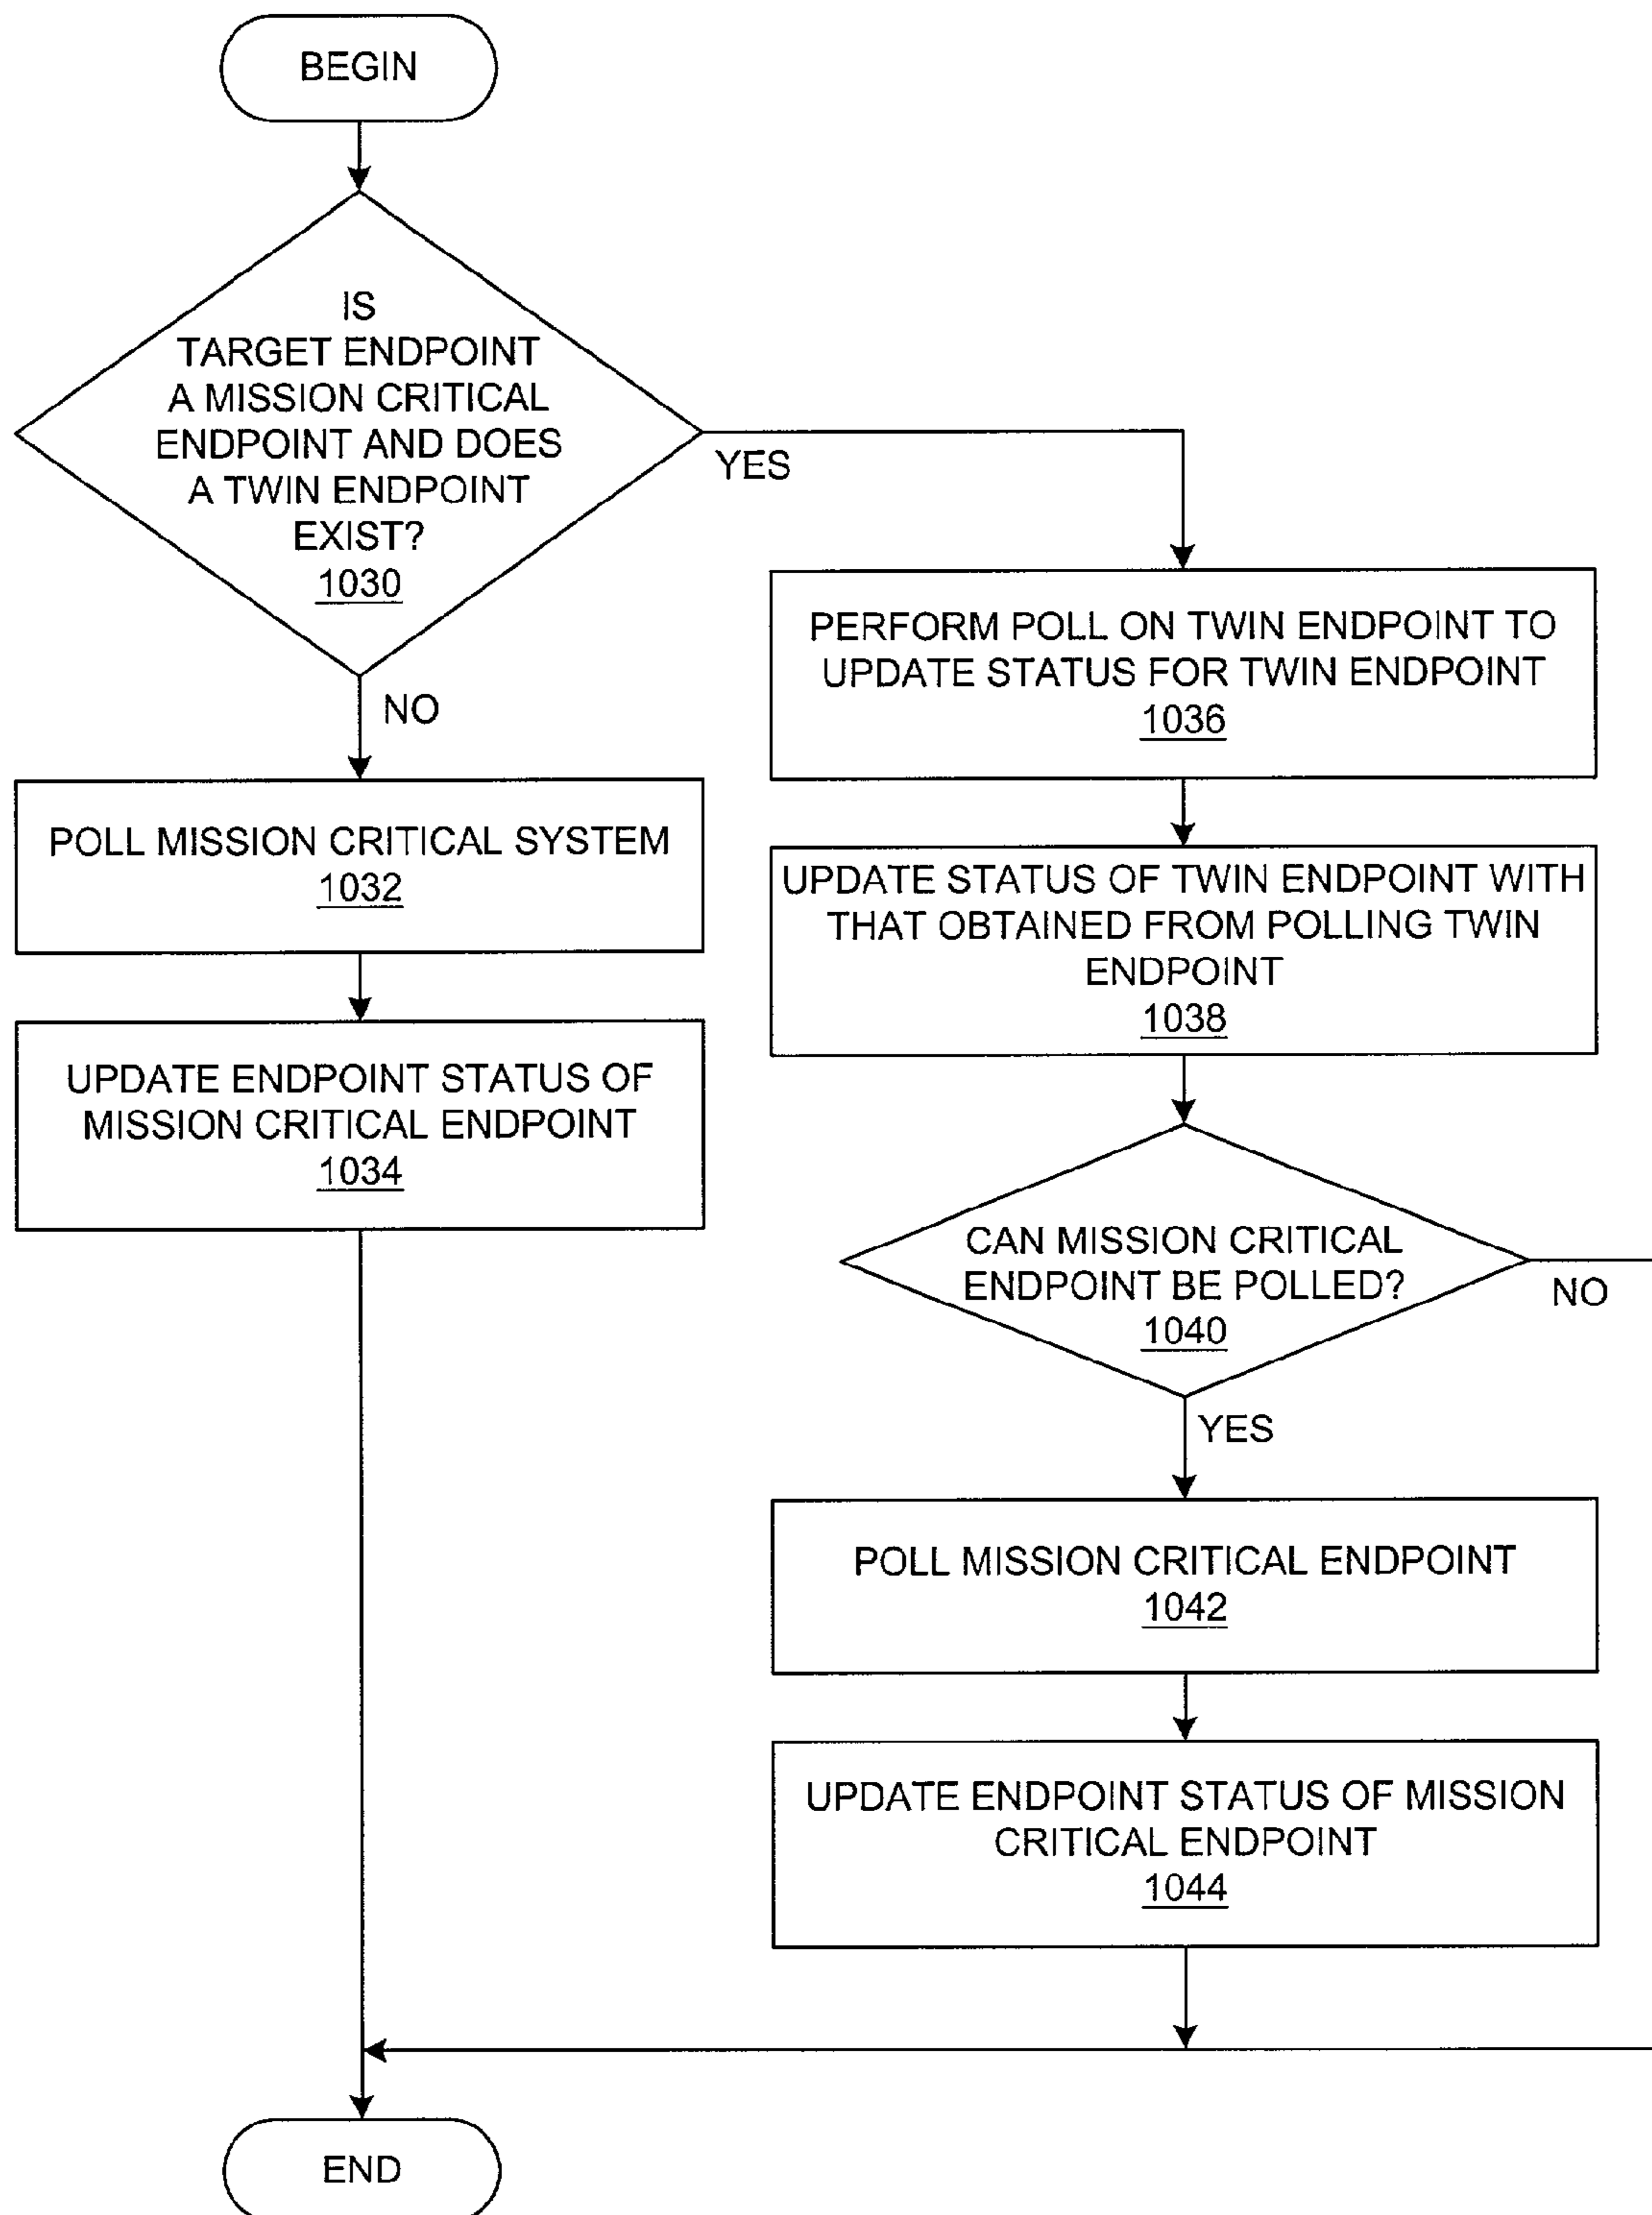 BEGIN
IS
TARGET ENDPOINT
A MISSION CRITICAL
ENDPOINT AND DOES
A TWIN ENDPOINT
EXIST?
1030
YES
NO
POLL MISSION CRITICAL SYSTEM
1032
UPDATE ENDPOINT STATUS OF
MISSION CRITICAL ENDPOINT
1034
PERFORM POLL ON TWIN ENDPOINT TO
UPDATE STATUS FOR TWIN ENDPOINT
1036
UPDATE STATUS OF TWIN ENDPOINT WITH
THAT OBTAINED FROM POLLING TWIN
ENDPOINT
1038
CAN MISSION CRITICAL
ENDPOINT BE POLLED?
1040
NO
YES
POLL MISSION CRITICAL ENDPOINT
1042
UPDATE ENDPOINT STATUS OF MISSION
CRITICAL ENDPOINT
1044
END